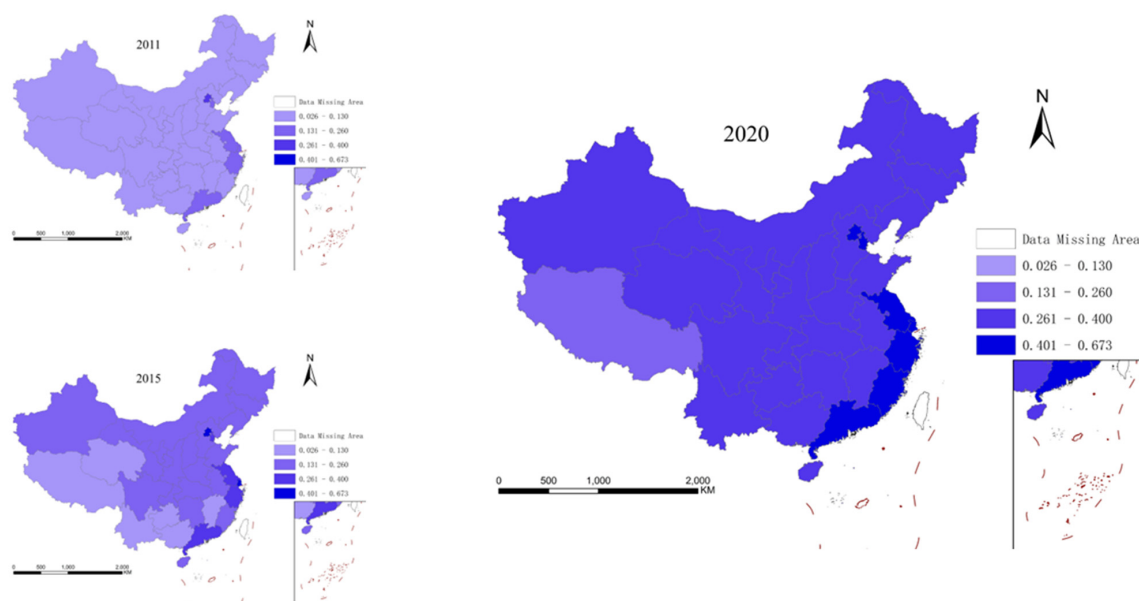 2011
N
Data Missing Area
0.026 - 0.130
0.131 - 0.260
0.261 - 0.400
0.401 - 0.673
0 500 1,000 2,000
KM
2015
N
Data Missing Area
0.026 - 0.130
0.131 - 0.260
0.261 - 0.400
0.401 - 0.673
0 500 1,000 2,000
KM
2020
N
Data Missing Area
0.026 - 0.130
0.131 - 0.260
0.261 - 0.400
0.401 - 0.673
0 500 1,000 2,000
KM